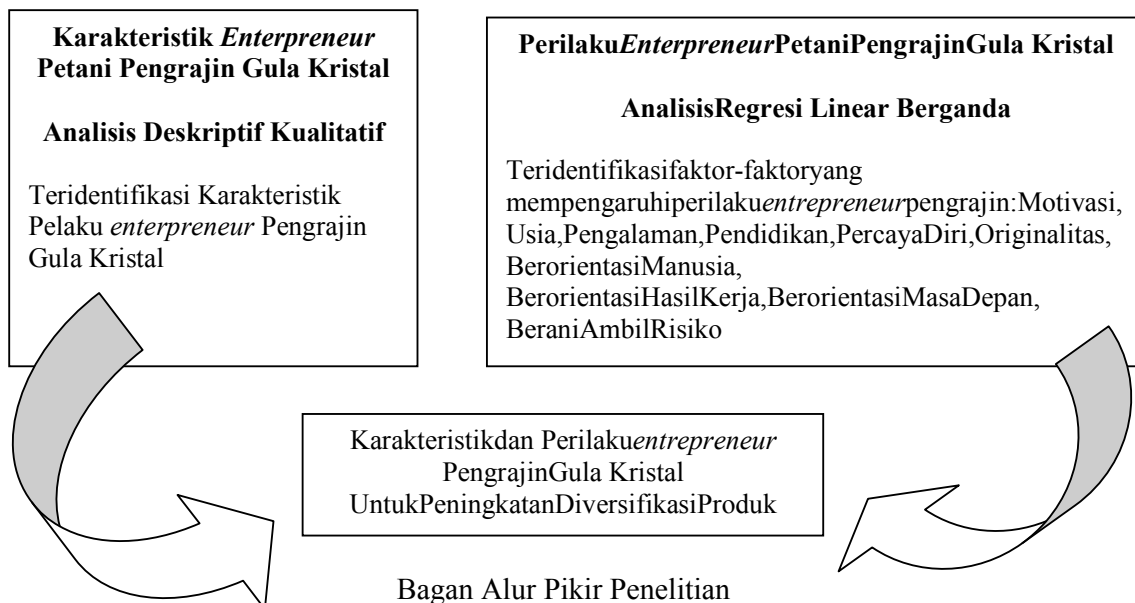 Karakteristik Enterpreneur
Petani Pengrajin Gula Kristal
Analisis Deskriptif Kualitatif
Teridentifikasi Karakteristik
Pelaku enterpreneur Pengrajin
Gula Kristal
PerilakuEnterpreneurPetaniPengrajinGula Kristal
AnalisisRegresi Linear Berganda
Teridentifikasifaktor-faktoryang
mempengaruhiperilakuentrepreneurpengrajin:Motivasi,
Usia,Pengalaman,Pendidikan,PercayaDiri,Originalitas,
BerorientasiManusia,
BerorientasiHasilKerja,BerorientasiMasaDepan,
BeraniAmbilRisiko
Karakteristikdan Perilakuentrepreneur
PengrajinGula Kristal
UntukPeningkatanDiversifikasiProduk
Bagan Alur Pikir Penelitian